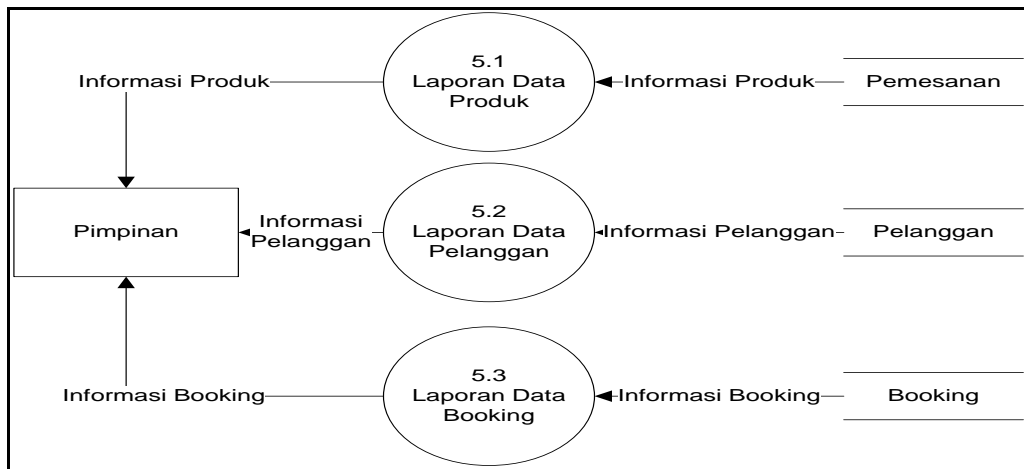 Informasi Produk
5.1
Laporan Data
Produk
Informasi Produk
Pemesanan
Pimpinan
Informasi
Pelanggan
5.2
Laporan Data
Pelanggan
Informasi Pelanggan
Pelanggan
Informasi Booking
5.3
Laporan Data
Booking
Informasi Booking
Booking